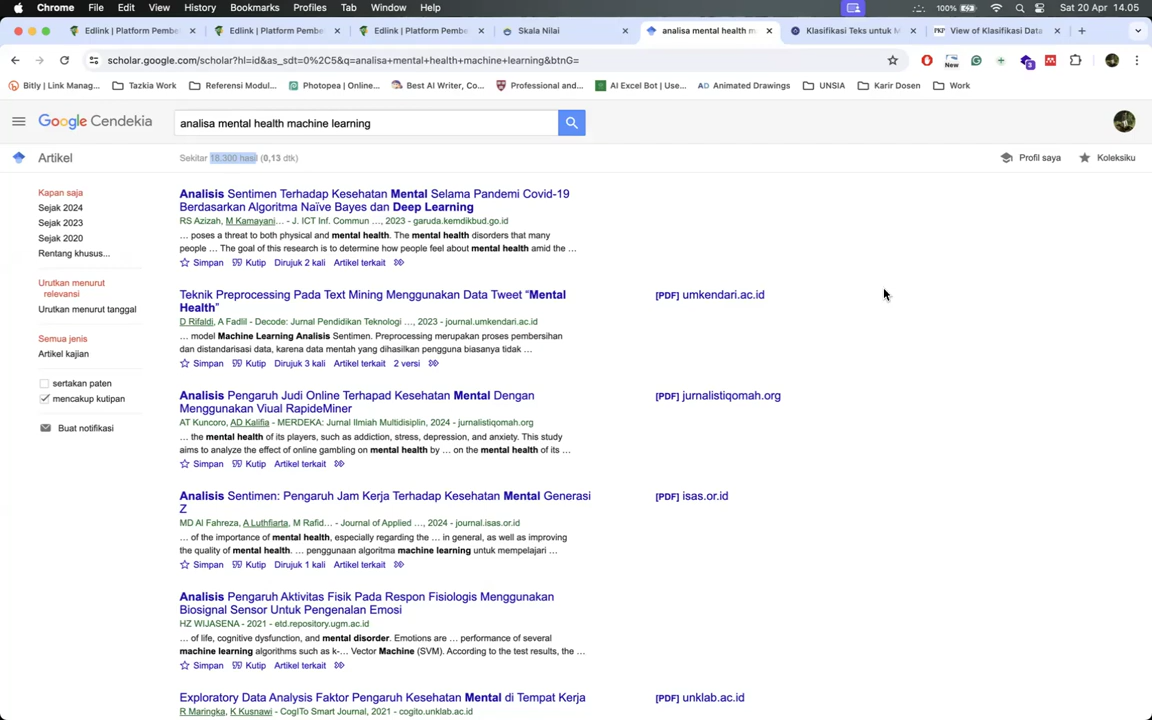 Chrome File Edit View History Bookmarks Profiles Tab Window Help 100% Sat 20 Apr 14.05
Edlink | Platform Pembe Edlink | Platform Pembe Edlink | Platform Pembe Skala Nilai analisa mental health m Klasifikasi Teks untuk M View of Klasifikasi Data
scholar.google.com/scholar?hl=id&as_sdt=0%2C5&q=analisa+mental+health+machine+learning&btnG= New 3
Bitly | Link Manag... Tazkia Work Referensi Modul... Photopea | Online... Best AI Writer, Co... Professional and... AI Excel Bot | Use... AD Animated Drawings UNSIA Karir Dosen Work
Google Cendekia analisa mental health machine learning
Artikel Sekitar 18.300 hasil (0,13 dtk) Profil saya Koleksiku
Kapan saja
Sejak 2024
Sejak 2023
Sejak 2020
Rentang khusus...
Urutkan menurut
relevansi
Urutkan menurut tanggal
Semua jenis
Artikel kajian
sertakan paten
mencakup kutipan
Buat notifikasi
Analisis Sentimen Terhadap Kesehatan Mental Selama Pandemi Covid-19
Berdasarkan Algoritma Naïve Bayes dan Deep Learning
RS Azizah, M Kamayani... - J. ICT Inf. Commun …, 2023 - garuda.kemdikbud.go.id
… poses a threat to both physical and mental health. The mental health disorders that many
people … The goal of this research is to determine how people feel about mental health amid the …
Simpan Kutip Dirujuk 2 kali Artikel terkait
Teknik Preprocessing Pada Text Mining Menggunakan Data Tweet “Mental
Health”
[PDF] umkendari.ac.id
D Rifaldi, A Fadlil - Decode: Jurnal Pendidikan Teknologi …, 2023 - journal.umkendari.ac.id
… model Machine Learning Analisis Sentimen. Preprocessing merupakan proses pembersihan
dan distandarisasi data, karena data mentah yang dihasilkan pengguna biasanya tidak …
Simpan Kutip Dirujuk 3 kali Artikel terkait 2 versi
Analisis Pengaruh Judi Online Terhapad Kesehatan Mental Dengan
Menggunakan Viual RapideMiner
[PDF] jurnalistiqomah.org
AT Kuncoro, AD Kalifia - MERDEKA: Jurnal Ilmiah Multidisiplin, 2024 - jurnalistiqomah.org
… the mental health of its players, such as addiction, stress, depression, and anxiety. This study
aims to analyze the effect of online gambling on mental health by … on the mental health of its …
Simpan Kutip Artikel terkait
Analisis Sentimen: Pengaruh Jam Kerja Terhadap Kesehatan Mental Generasi
Z
[PDF] isas.or.id
MD Al Fahreza, A Luthfiarta, M Rafid... - Journal of Applied …, 2024 - journal.isas.or.id
… of the importance of mental health, especially regarding the … in general, as well as improving
the quality of mental health. … penggunaan algoritma machine learning untuk mempelajari …
Simpan Kutip Dirujuk 1 kali Artikel terkait
Analisis Pengaruh Aktivitas Fisik Pada Respon Fisiologis Menggunakan
Biosignal Sensor Untuk Pengenalan Emosi
HZ WIJASENA - 2021 - etd.repository.ugm.ac.id
… of life, cognitive dysfunction, and mental disorder. Emotions are … performance of several
machine learning algorithms such as k-… Vector Machine (SVM). According to the test results, the …
Simpan Kutip Artikel terkait
Exploratory Data Analysis Faktor Pengaruh Kesehatan Mental di Tempat Kerja
[PDF] unklab.ac.id
R Maringka, K Kusnawi - CogITo Smart Journal, 2021 - cogito.unklab.ac.id